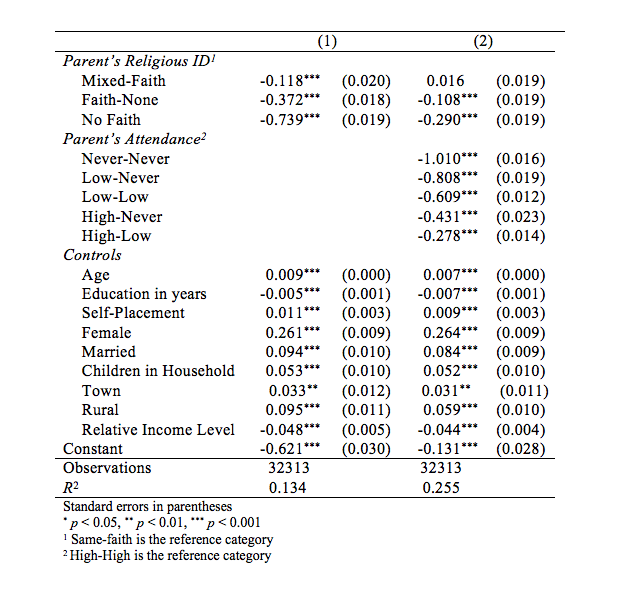 (1) (2)
Parent's Religious ID¹
Mixed-Faith -0.118*** (0.020) 0.016 (0.019)
Faith-None -0.372*** (0.018) -0.108*** (0.019)
No Faith -0.739*** (0.019) -0.290*** (0.019)
Parent's Attendance²
Never-Never -1.010*** (0.016)
Low-Never -0.808*** (0.019)
Low-Low -0.609*** (0.012)
High-Never -0.431*** (0.023)
High-Low -0.278*** (0.014)
Controls
Age 0.009*** (0.000) 0.007*** (0.000)
Education in years -0.005*** (0.001) -0.007*** (0.001)
Self-Placement 0.011*** (0.003) 0.009*** (0.003)
Female 0.261*** (0.009) 0.264*** (0.009)
Married 0.094*** (0.010) 0.084*** (0.009)
Children in Household 0.053*** (0.010) 0.052*** (0.010)
Town 0.033** (0.012) 0.031** (0.011)
Rural 0.095*** (0.011) 0.059*** (0.010)
Relative Income Level -0.048*** (0.005) -0.044*** (0.004)
Constant -0.621*** (0.030) -0.131*** (0.028)
Observations 32313 32313
R² 0.134 0.255
Standard errors in parentheses
* p < 0.05, ** p < 0.01, *** p < 0.001
¹ Same-faith is the reference category
² High-High is the reference category